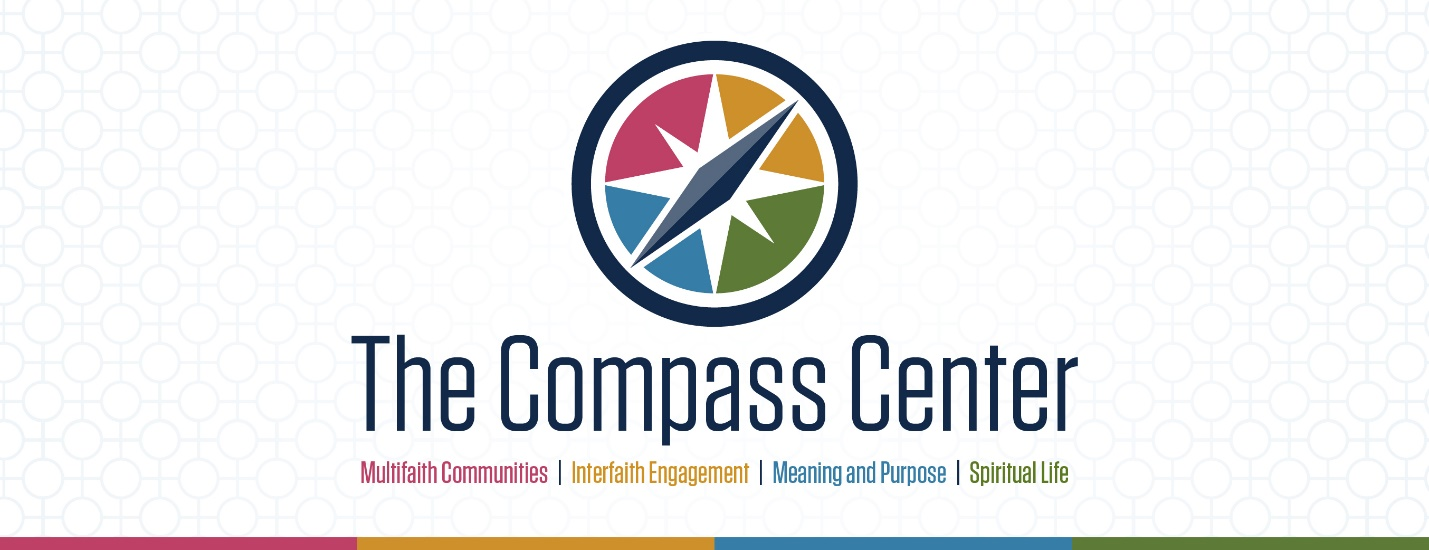 The Compass Center
Multifaith Communities | Interfaith Engagement | Meaning and Purpose | Spiritual Life